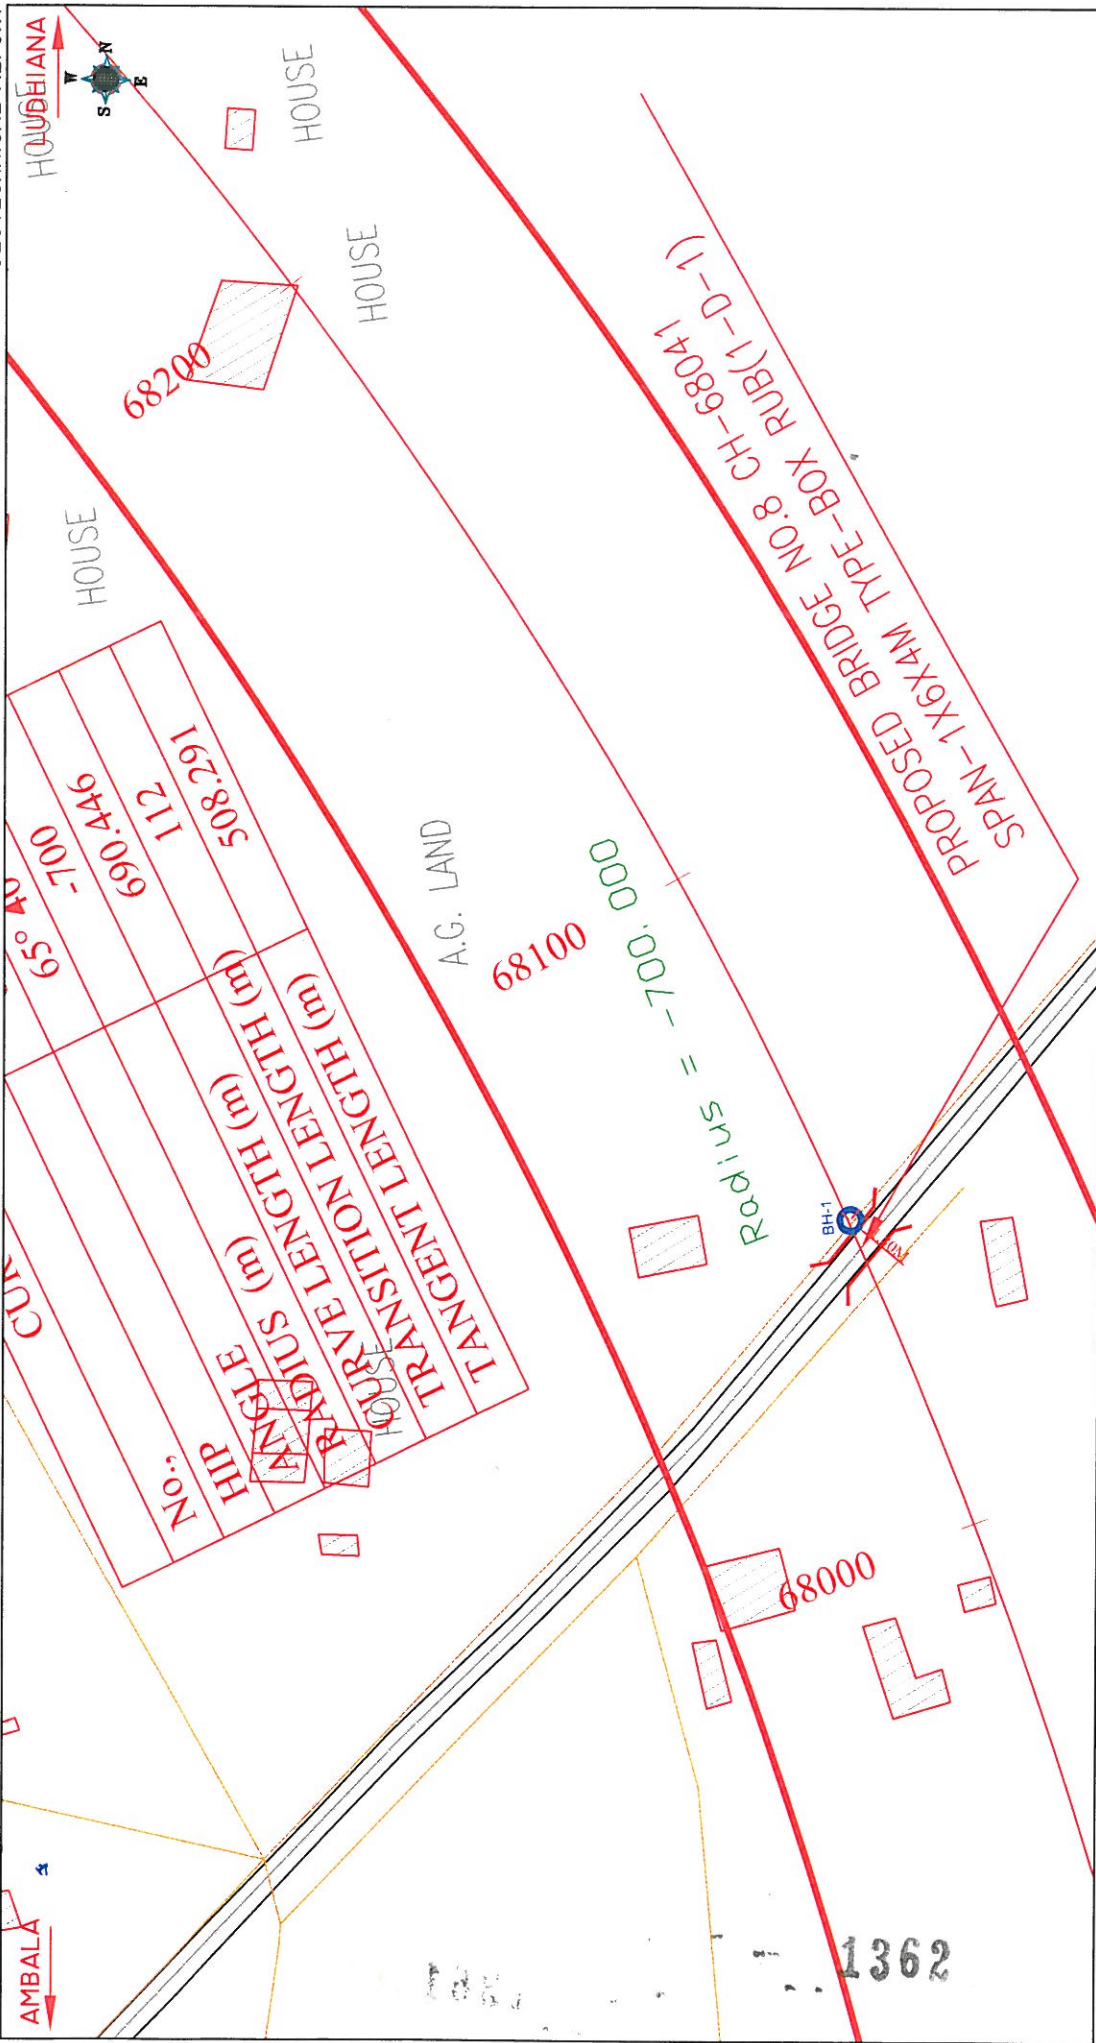 LUDHIANA
HOUSE
W
N
S
E
HOUSE
HOUSE
68200
HOUSE
PROPOSED BRIDGE NO.8 CH-68041
SPAN-1X6X4M TYPE-BOX RUB(1-D-1)
No.,
HIP
ANGLE 65° 40
RADIUS (m) -700
CURVE LENGTH (m) 690.446
TRANSITION LENGTH (m) 112
TANGENT LENGTH (m) 508.291
HOUSE
A.G. LAND
68100
Radius = -700.000
BH-1
68000
AMBALA
1362